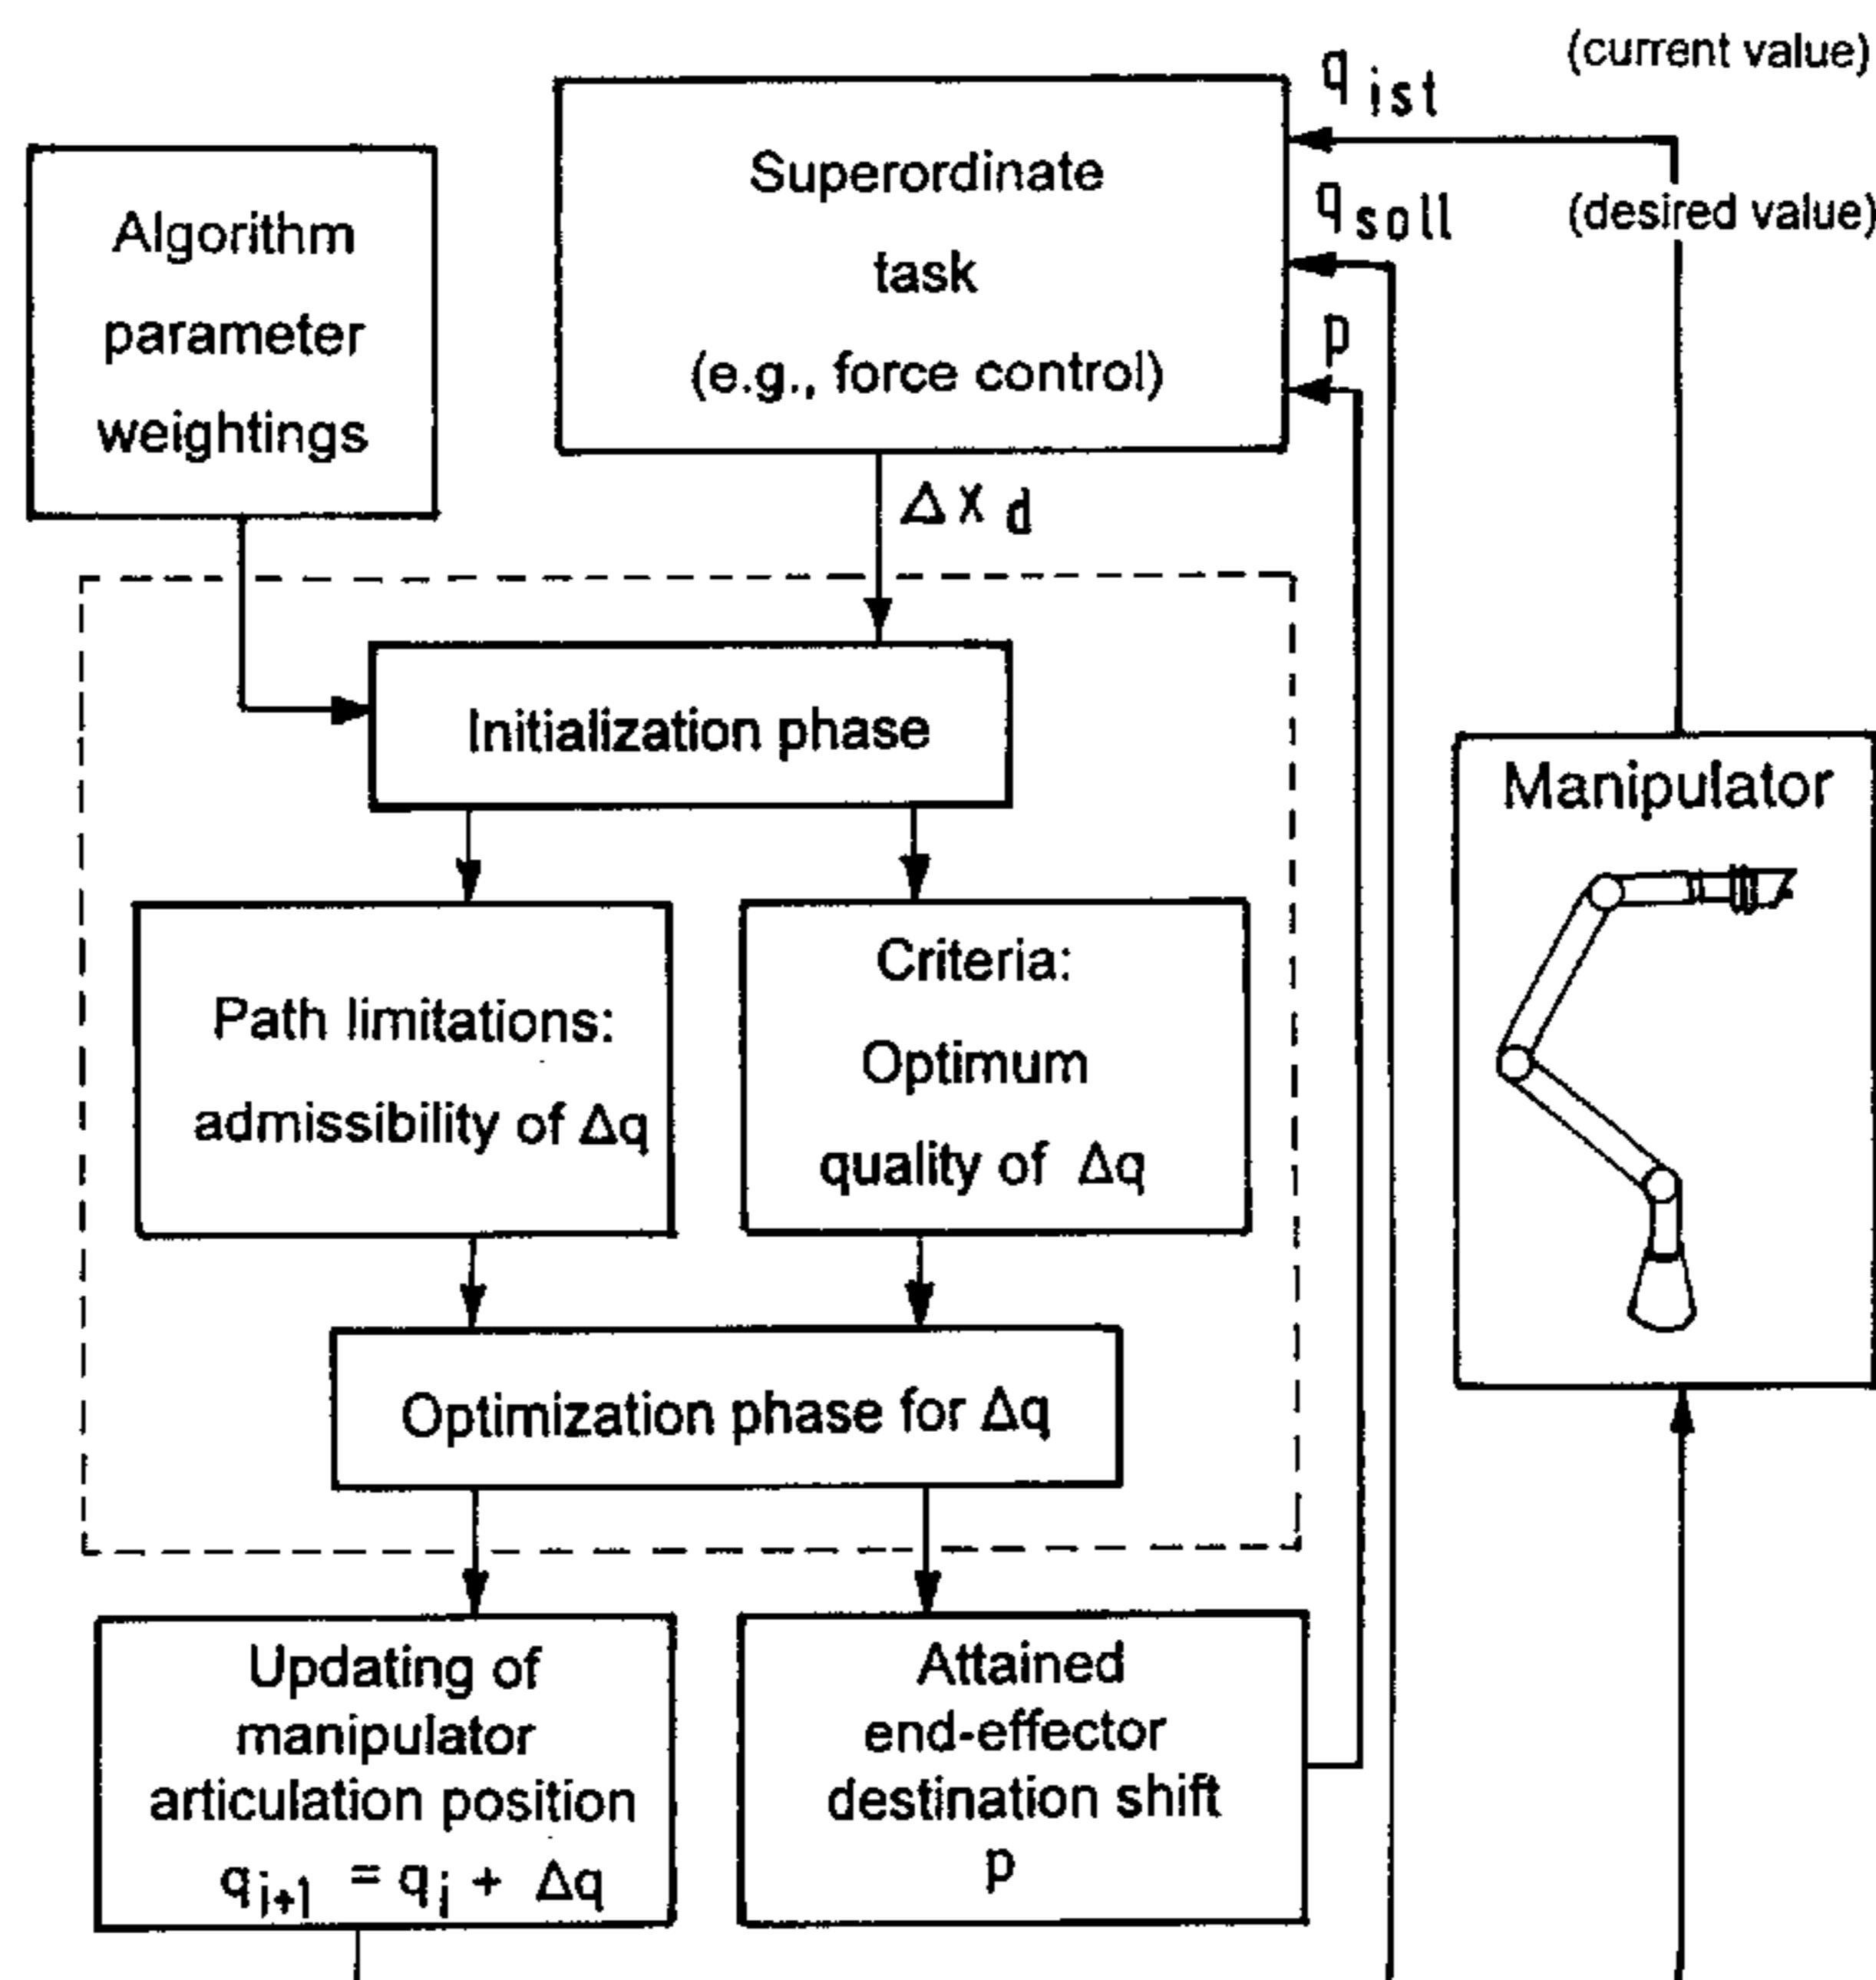 q ist (current value)
Superordinate
task
(e.g., force control)
q soll (desired value)
p
Algorithm
parameter
weightings
Δ X d
Initialization phase
Manipulator
Path limitations:
admissibility of Δq
Criteria:
Optimum
quality of Δq
Optimization phase for Δq
Updating of
manipulator
articulation position
q i+1 = q i + Δq
Attained
end-effector
destination shift
p